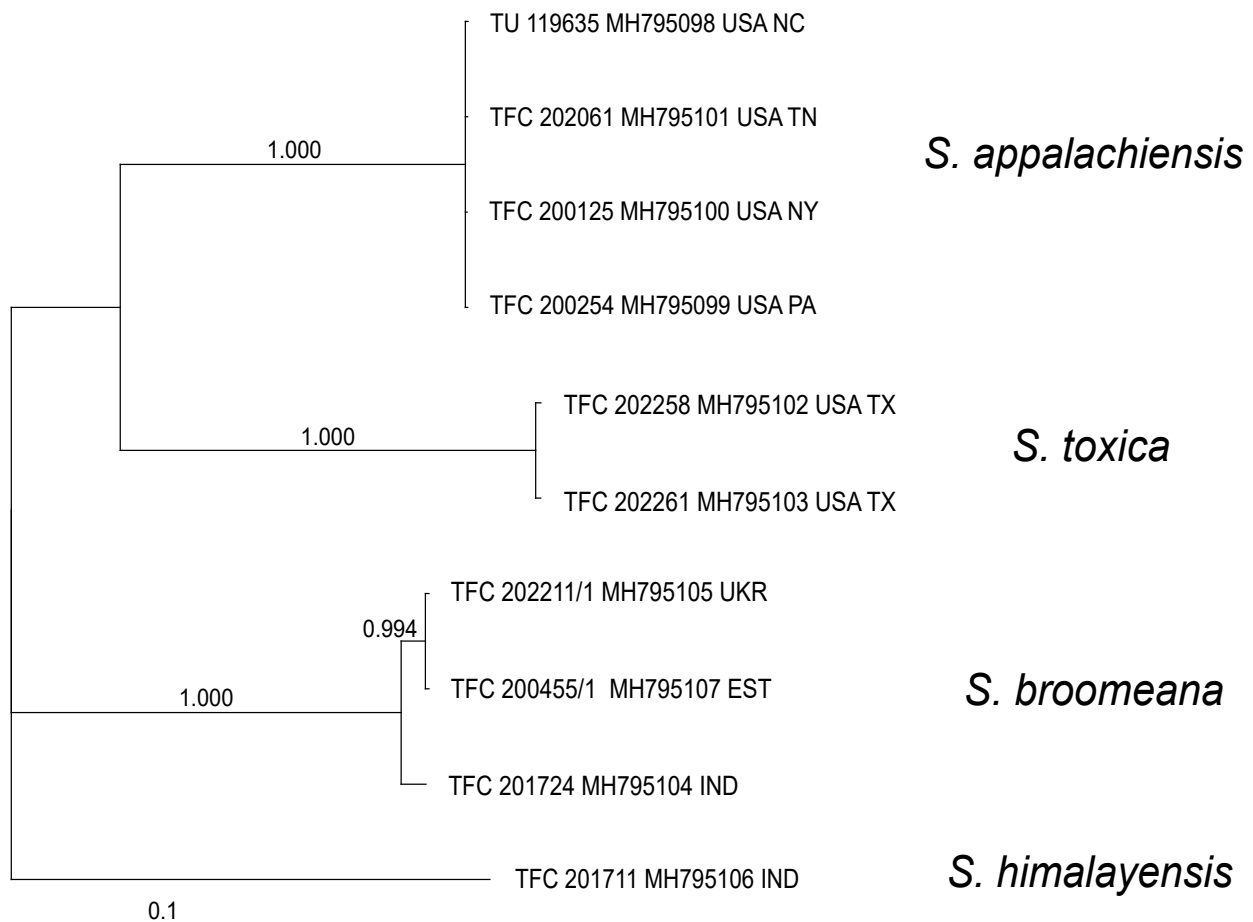 TU 119635 MH795098 USA NC
TFC 202061 MH795101 USA TN
1.000
S. appalachiensis
TFC 200125 MH795100 USA NY
TFC 200254 MH795099 USA PA
TFC 202258 MH795102 USA TX
1.000
S. toxica
TFC 202261 MH795103 USA TX
TFC 202211/1 MH795105 UKR
0.994
TFC 200455/1 MH795107 EST
1.000
S. broomeana
TFC 201724 MH795104 IND
TFC 201711 MH795106 IND
S. himalayensis
0.1